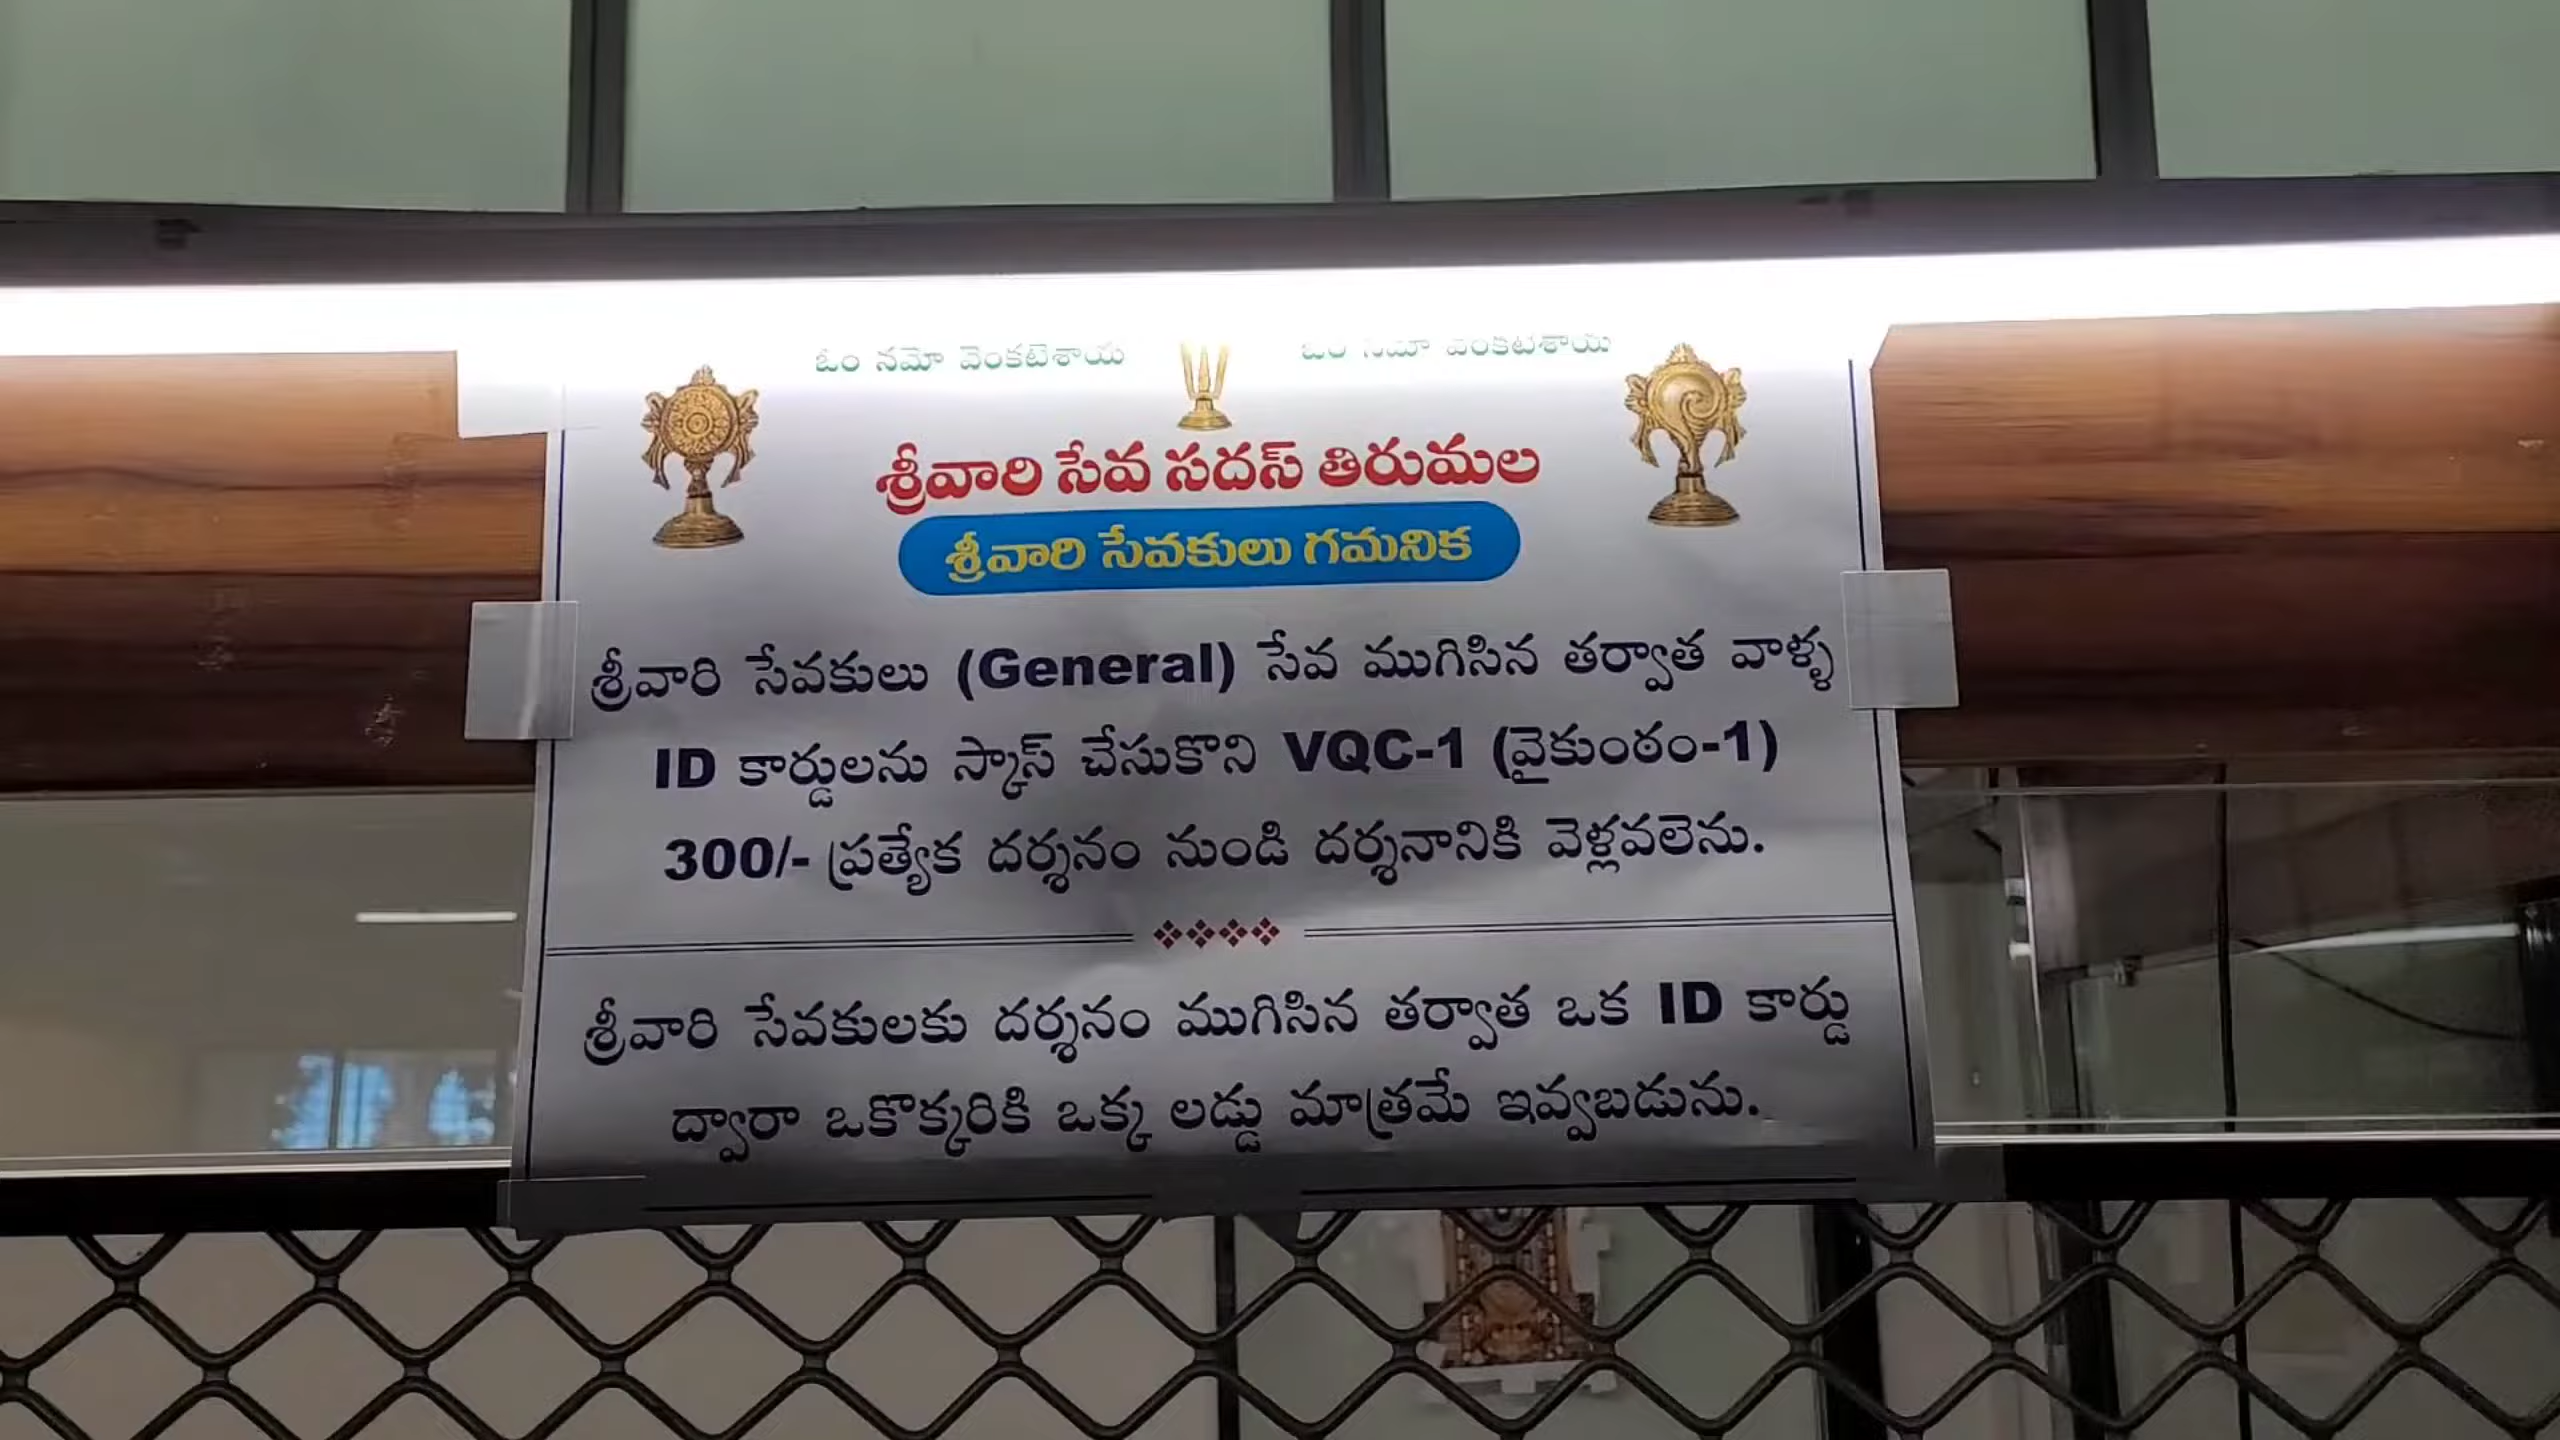 ఓం నమో వెంకటెశాయ ఓం నమో వెంకటెశాయ
శ్రీవారి సేవ సదస్ తిరుమల
శ్రీవారి సేవకులు గమనిక
శ్రీవారి సేవకులు (General) సేవ ముగిసిన తర్వాత వాళ్ళ
ID కార్డులను స్కాన్ చేసుకొని VQC-1 (వైకుంఠం-1)
300/- ప్రత్యేక దర్శనం నుండి దర్శనానికి వెళ్లవలెను.
శ్రీవారి సేవకులకు దర్శనం ముగిసిన తర్వాత ఒక ID కార్డు
ద్వారా ఒకొక్కరికి ఒక్క లడ్డు మాత్రమే ఇవ్వబడును.